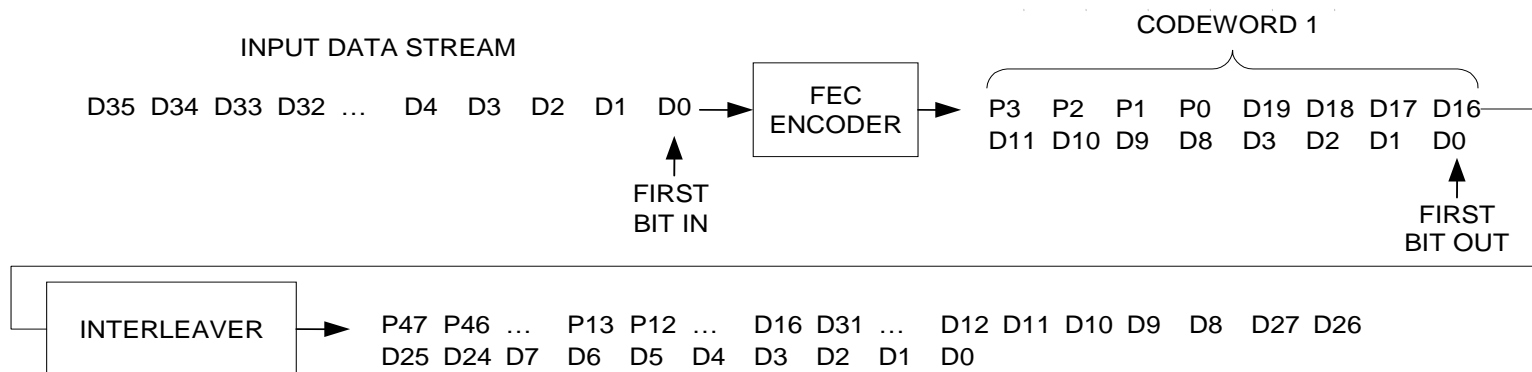 CODEWORD 1
INPUT DATA STREAM
D35 D34 D33 D32 … D4 D3 D2 D1 D0
FEC
ENCODER
P3 P2 P1 P0 D19 D18 D17 D16
D11 D10 D9 D8 D3 D2 D1 D0
FIRST
BIT IN
FIRST
BIT OUT
INTERLEAVER
P47 P46 … P13 P12 … D16 D31 … D12 D11 D10 D9 D8 D27 D26
D25 D24 D7 D6 D5 D4 D3 D2 D1 D0